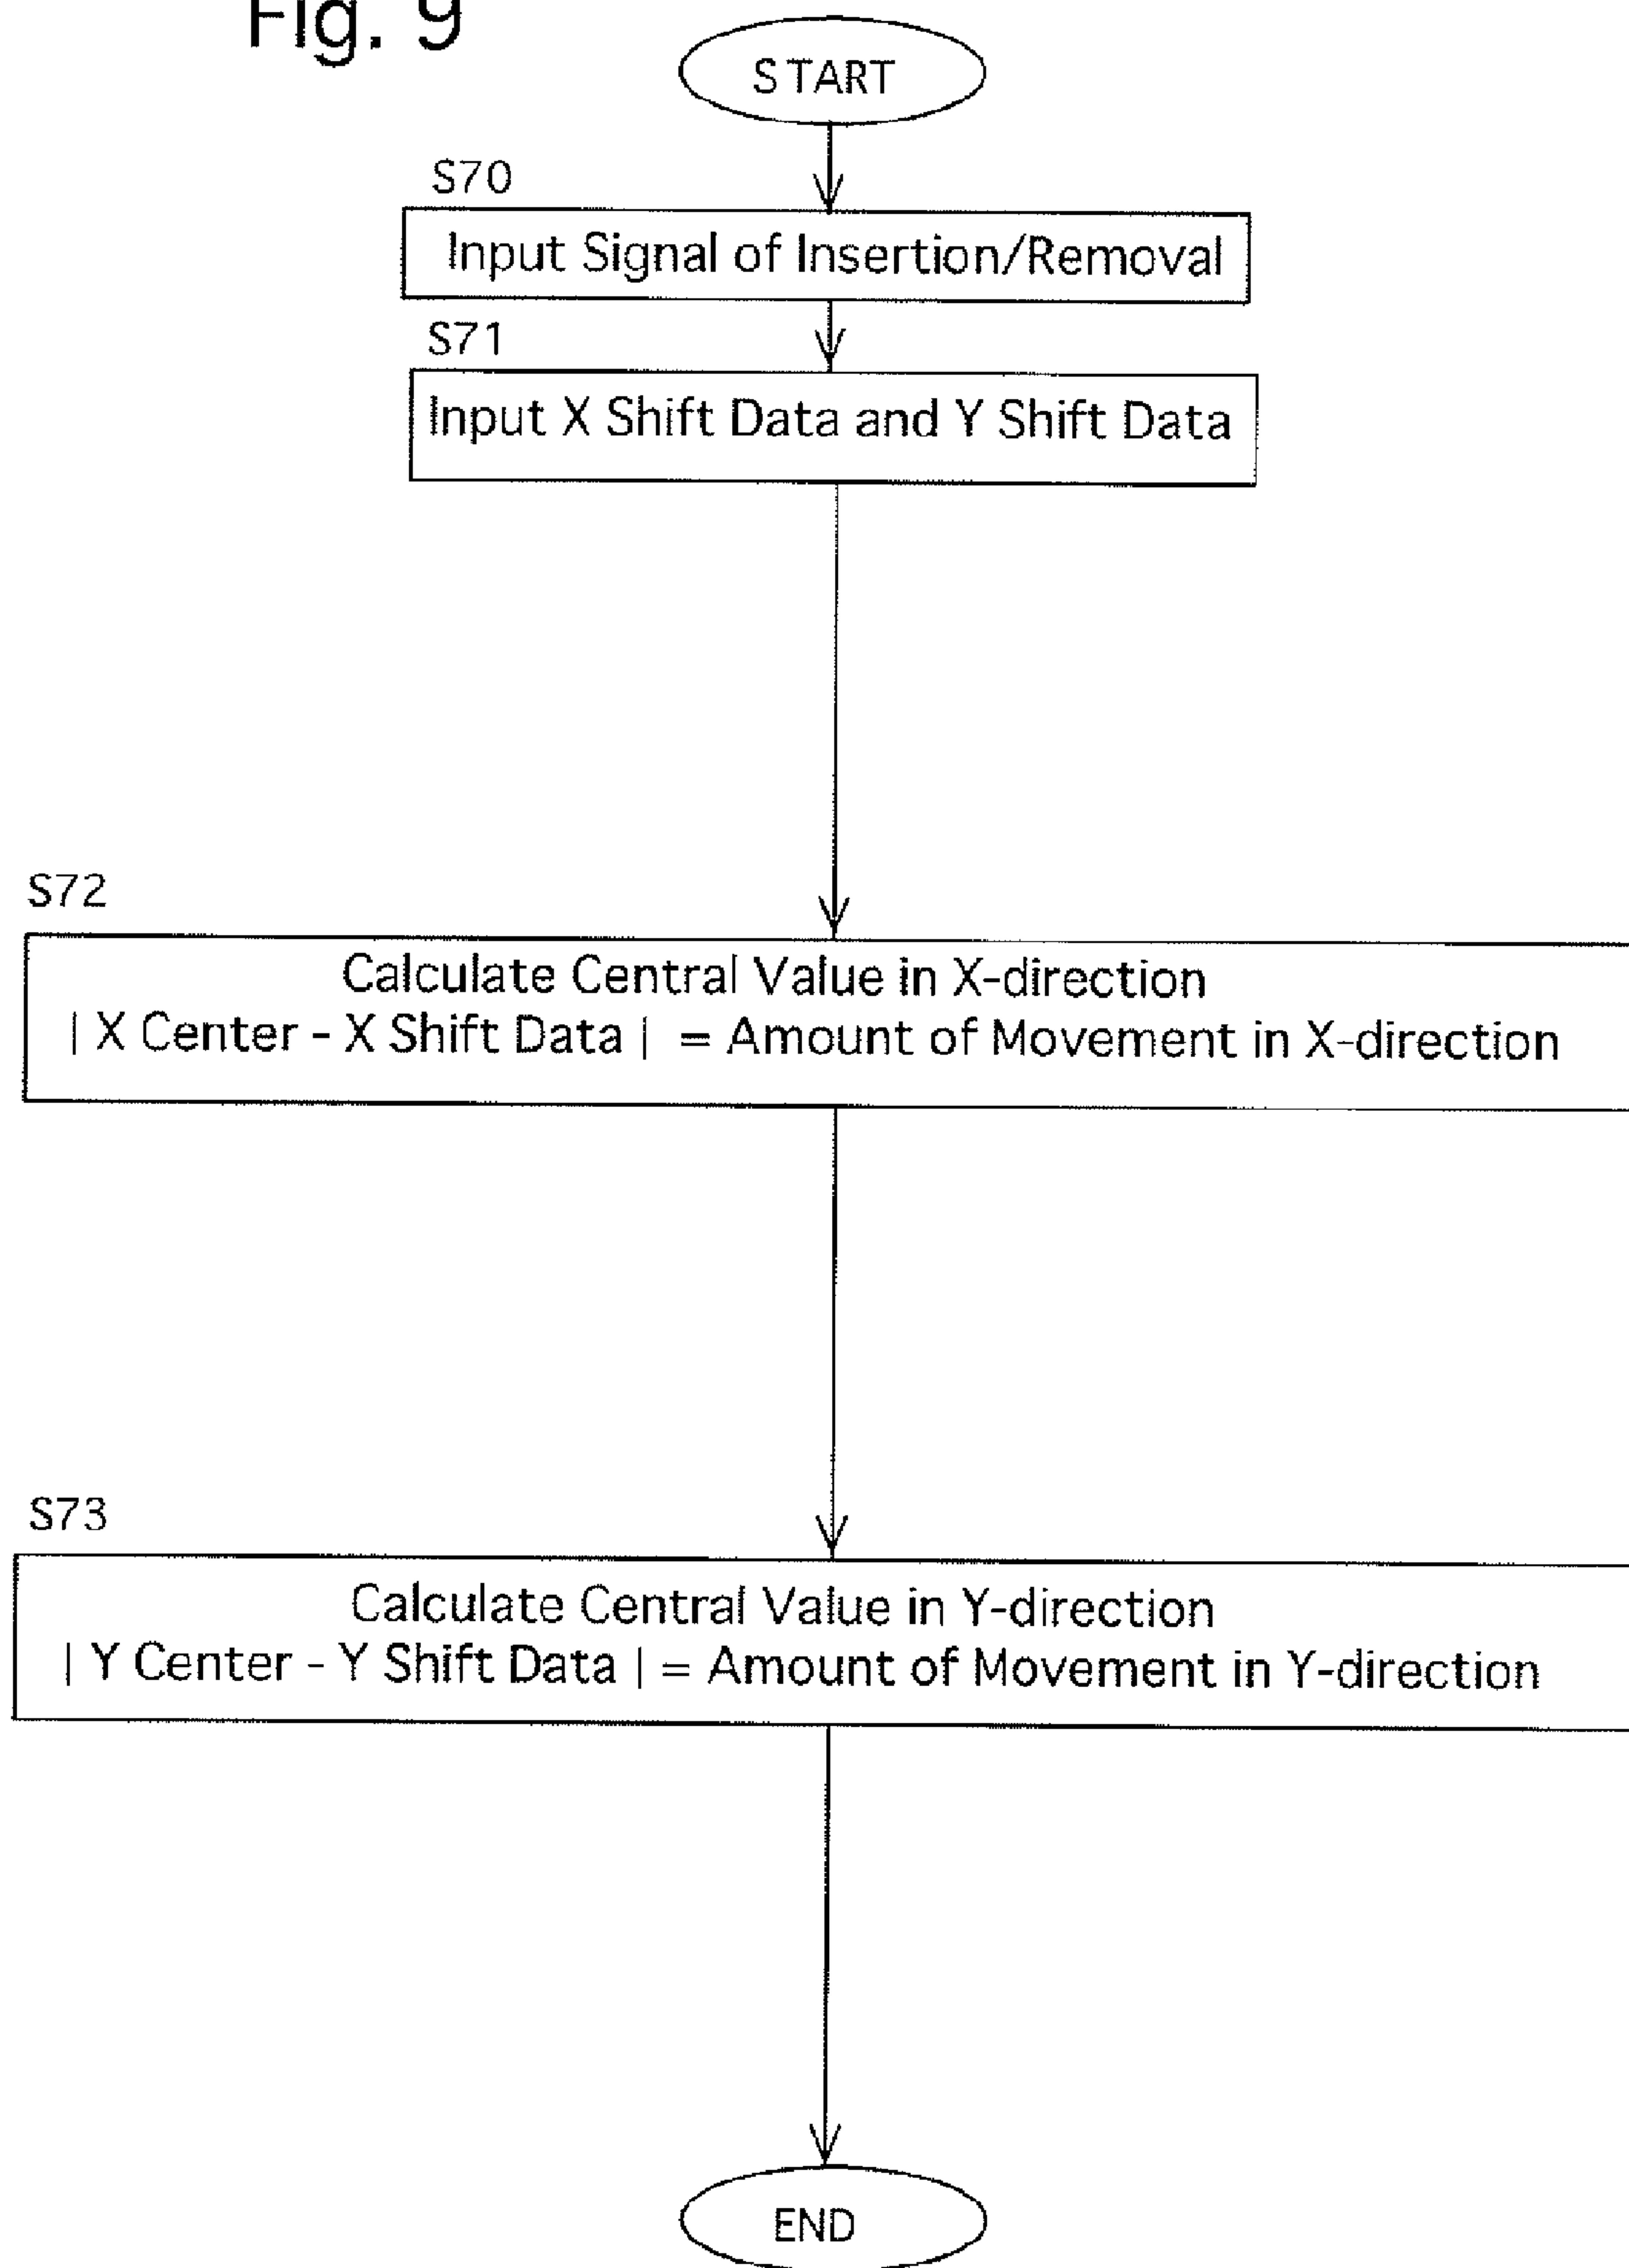 Fig. 9
START
S70
Input Signal of Insertion/Removal
S71
Input X Shift Data and Y Shift Data
S72
Calculate Central Value in X-direction
| X Center - X Shift Data | = Amount of Movement in X-direction
S73
Calculate Central Value in Y-direction
| Y Center - Y Shift Data | = Amount of Movement in Y-direction
END